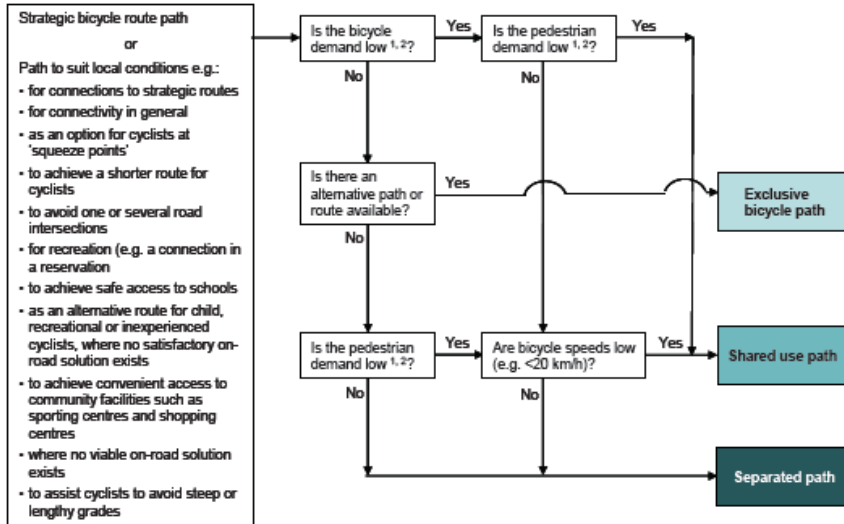 Strategic bicycle route path
or
Path to suit local conditions e.g.:
- for connections to strategic routes
- for connectivity in general
- as an option for cyclists at
'squeeze points'
- to achieve a shorter route for
cyclists
- to avoid one or several road
intersections
- for recreation (e.g. a connection in
a reservation
- to achieve safe access to schools
- as an alternative route for child,
recreational or inexperienced
cyclists, where no satisfactory on-
road solution exists
- to achieve convenient access to
community facilities such as
sporting centres and shopping
centres
- where no viable on-road solution
exists
- to assist cyclists to avoid steep or
lengthy grades
Is the bicycle
demand low 1, 2?
Yes
Is the pedestrian
demand low 1, 2?
Yes
No
No
Is there an
alternative path or
route available?
Yes
Exclusive
bicycle path
No
Is the pedestrian
demand low 1, 2?
Yes
Are bicycle speeds low
(e.g. <20 km/h)?
Yes
Shared use path
No
No
Separated path